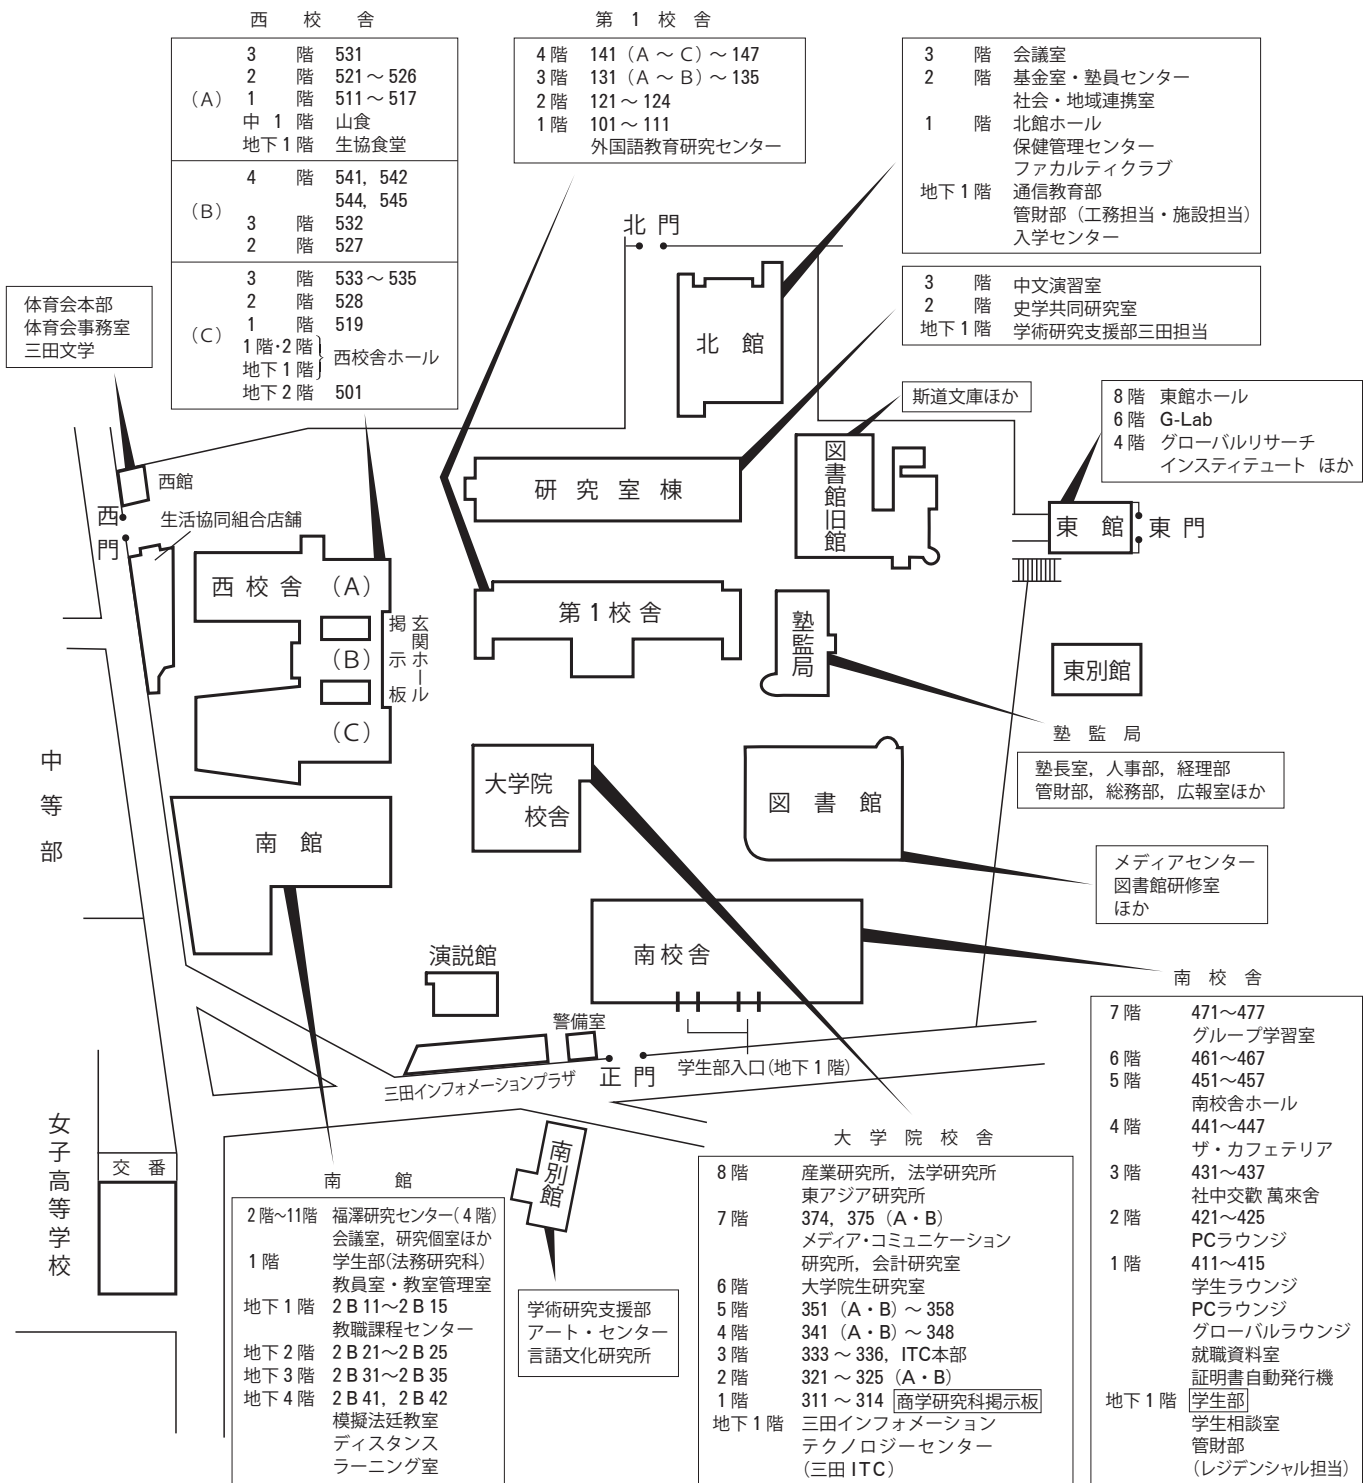 西校舎
(A)
3階 531
2階 521~526
1階 511~517
中1階 山食
地下1階 生協食堂
(B)
4階 541, 542
544, 545
3階 532
2階 527
(C)
3階 533~535
2階 528
1階 519
1階・2階
地下1階
西校舎ホール
地下2階 501
第1校舎
4階 141(A~C)~147
3階 131(A~B)~135
2階 121~124
1階 101~111
外国語教育研究センター
3階 会議室
2階 基金室・塾員センター
社会・地域連携室
1階 北館ホール
保健管理センター
ファカルティクラブ
地下1階 通信教育部
管財部(工務担当・施設担当)
入学センター
3階 中文演習室
2階 史学共同研究室
地下1階 学術研究支援部三田担当
体育会本部
体育会事務室
三田文学
北門
北館
斯道文庫ほか
8階 東館ホール
6階 G-Lab
4階 グローバルリサーチ
インスティテュート ほか
西館
西門
生活協同組合店舗
研究室棟
図書館旧館
東館
東門
西校舎 (A)
(B)
(C)
玄関ホール
掲示板
第1校舎
塾監局
東別館
塾監局
塾長室, 人事部, 経理部
管財部, 総務部, 広報室ほか
中等部
大学院
校舎
図書館
南館
メディアセンター
図書館研修室
ほか
演説館
南校舎
警備室
三田インフォメーションプラザ
正門
学生部入口(地下1階)
女子高等学校
交番
南別館
学術研究支援部
アート・センター
言語文化研究所
南館
2階~11階 福澤研究センター(4階)
会議室, 研究個室ほか
1階 学生部(法務研究科)
教員室・教室管理室
地下1階 2B11~2B15
教職課程センター
地下2階 2B21~2B25
地下3階 2B31~2B35
地下4階 2B41, 2B42
模擬法廷教室
ディスタンス
ラーニング室
大学院校舎
8階 産業研究所, 法学研究所
東アジア研究所
7階 374, 375(A・B)
メディア・コミュニケーション
研究所, 会計研究室
6階 大学院生研究室
5階 351(A・B)~358
4階 341(A・B)~348
3階 333~336, ITC本部
2階 321~325(A・B)
1階 311~314 商学研究科掲示板
地下1階 三田インフォメーション
テクノロジーセンター
(三田ITC)
南校舎
7階 471~477
グループ学習室
6階 461~467
5階 451~457
南校舎ホール
4階 441~447
ザ・カフェテリア
3階 431~437
社中交歡 萬來舍
2階 421~425
PCラウンジ
1階 411~415
学生ラウンジ
PCラウンジ
グローバルラウンジ
就職資料室
証明書自動発行機
地下1階 学生部
学生相談室
管財部
(レジデンシャル担当)